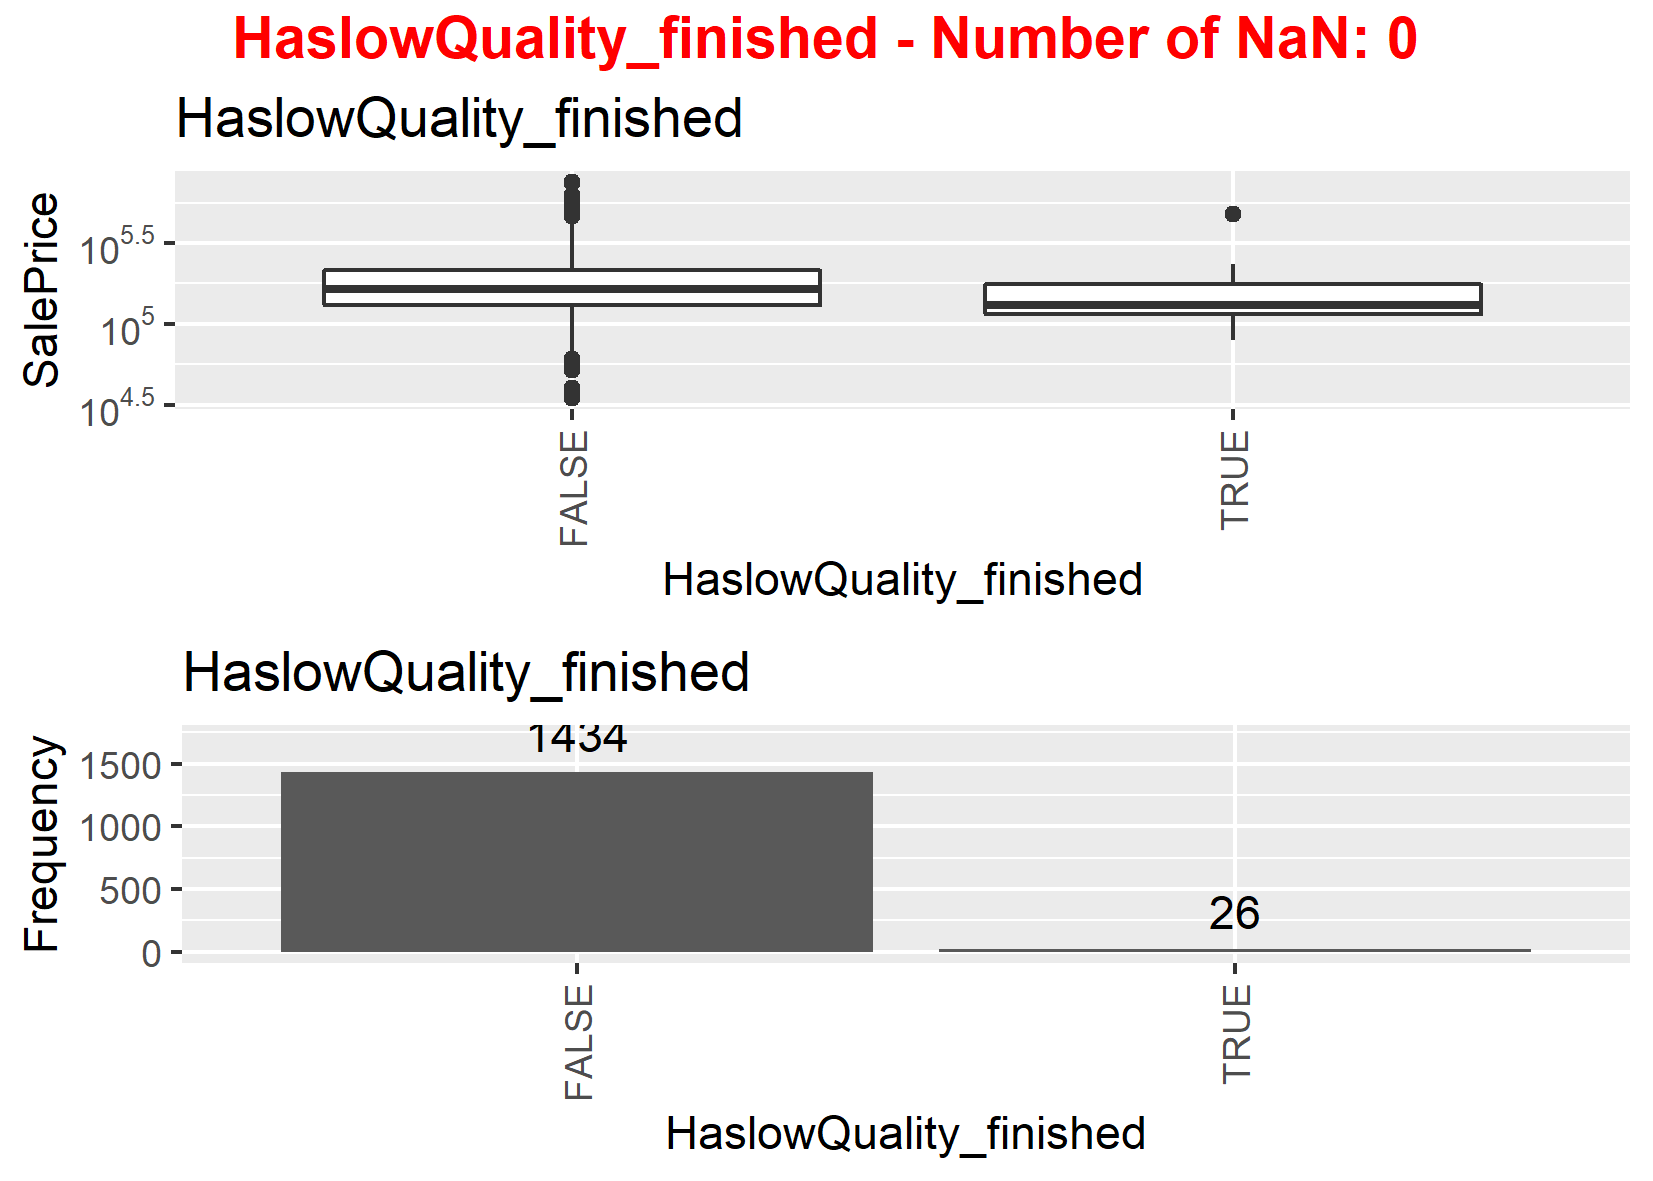 HaslowQuality_finished - Number of NaN: 0
HaslowQuality_finished
SalePrice
10^5.5
10^5
10^4.5
FALSE
TRUE
HaslowQuality_finished
HaslowQuality_finished
Frequency
1500
1000
500
0
1434
26
FALSE
TRUE
HaslowQuality_finished